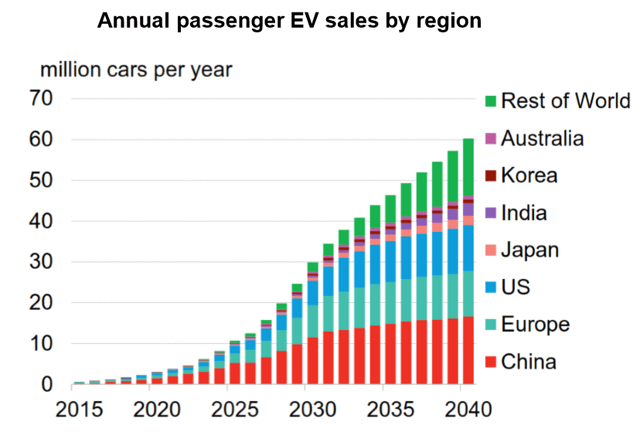 Annual passenger EV sales by region
million cars per year
70
60
50
40
30
20
10
0
2015 2020 2025 2030 2035 2040
Rest of World
Australia
Korea
India
Japan
US
Europe
China